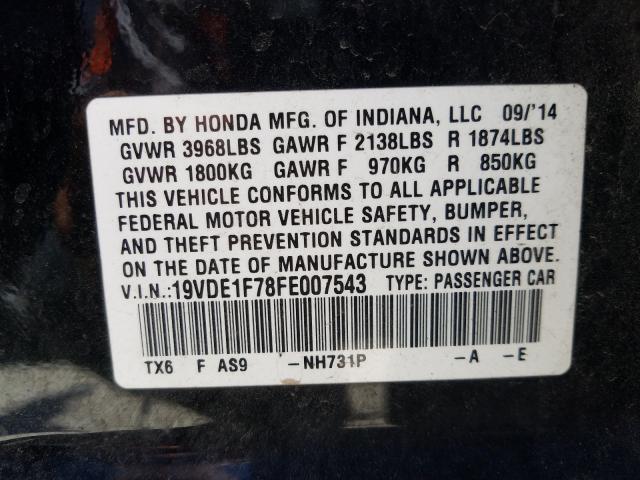 MFD. BY HONDA MFG. OF INDIANA, LLC 09/'14
GVWR 3968LBS GAWR F 2138LBS R 1874LBS
GVWR 1800KG GAWR F 970KG R 850KG
THIS VEHICLE CONFORMS TO ALL APPLICABLE
FEDERAL MOTOR VEHICLE SAFETY, BUMPER,
AND THEFT PREVENTION STANDARDS IN EFFECT
ON THE DATE OF MANUFACTURE SHOWN ABOVE.
V.I.N.:19VDE1F78FE007543 TYPE: PASSENGER CAR
TX6 F AS9 -NH731P -A -E